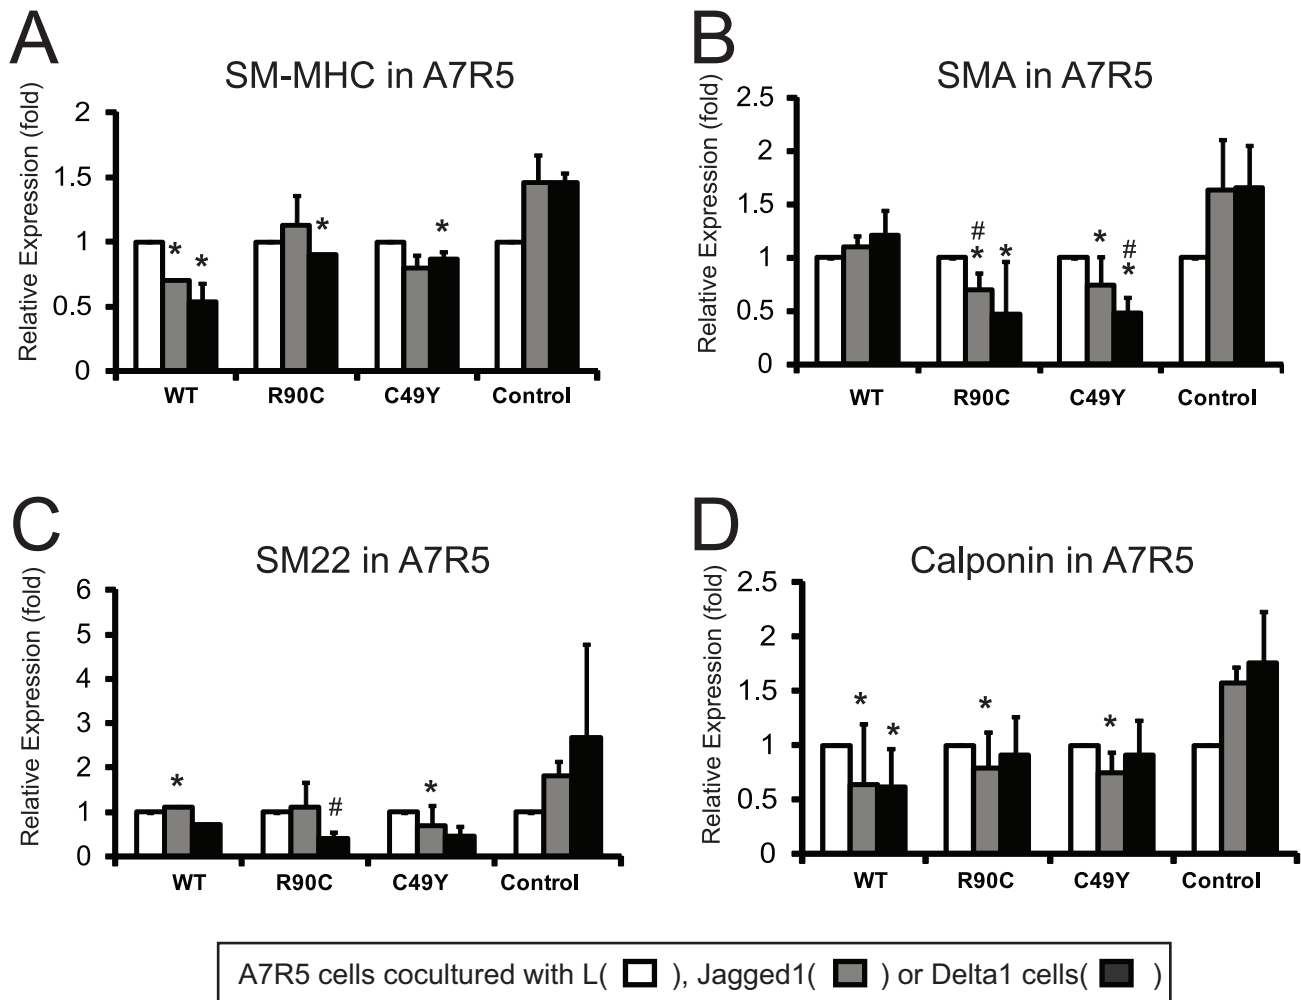 A
SM-MHC in A7R5
Relative Expression (fold)
2
1.5
1
0.5
0
* *
*
*
WT R90C C49Y Control
B
SMA in A7R5
Relative Expression (fold)
2.5
2
1.5
1
0.5
0
#
* *
*
#
*
WT R90C C49Y Control
C
SM22 in A7R5
Relative Expression (fold)
6
5
4
3
2
1
0
*
#
*
WT R90C C49Y Control
D
Calponin in A7R5
Relative Expression (fold)
2.5
2
1.5
1
0.5
0
* *
*
*
WT R90C C49Y Control
A7R5 cells cocultured with L( ), Jagged1( ) or Delta1 cells( )